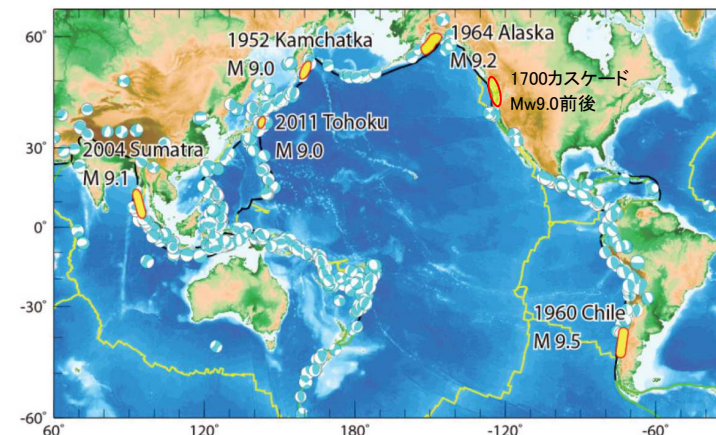 1952 Kamchatka
M 9.0
1964 Alaska
M 9.2
1700カスケード
Mw9.0前後
2011 Tohoku
M 9.0
2004 Sumatra
M 9.1
1960 Chile
M 9.5
60°
30°
0°
-30°
-60°
60°
120°
180°
-120°
-60°